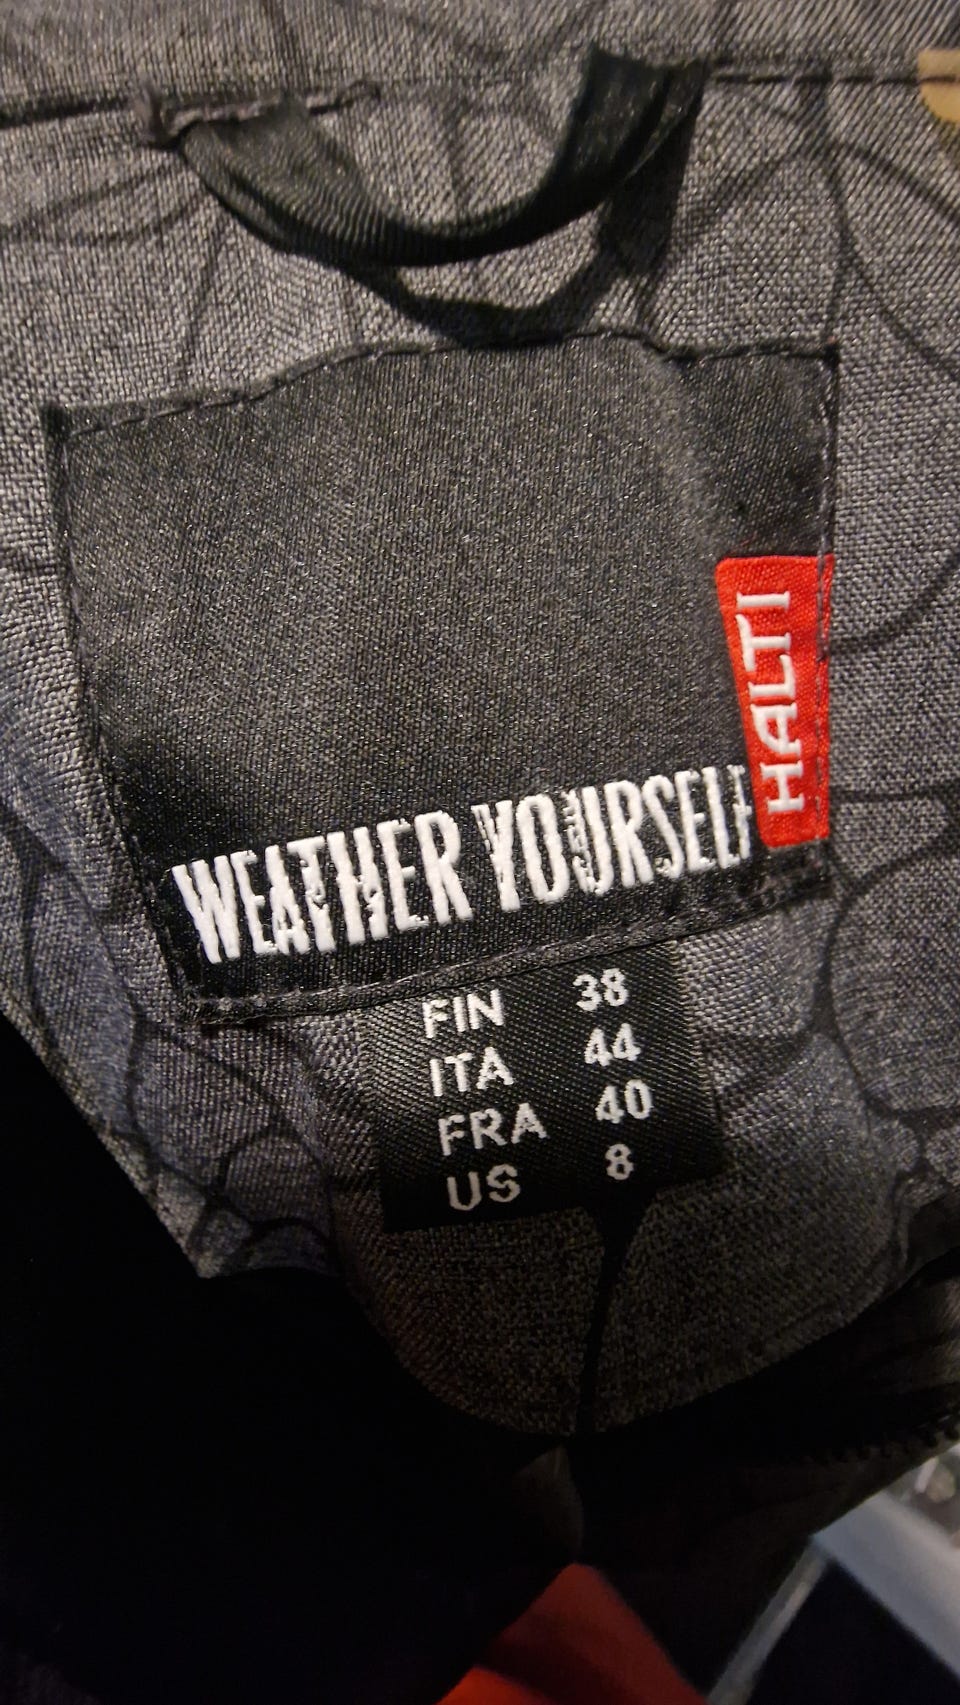 HALTI
WEATHER YOURSELF
FIN 38
ITA 44
FRA 40
US 8